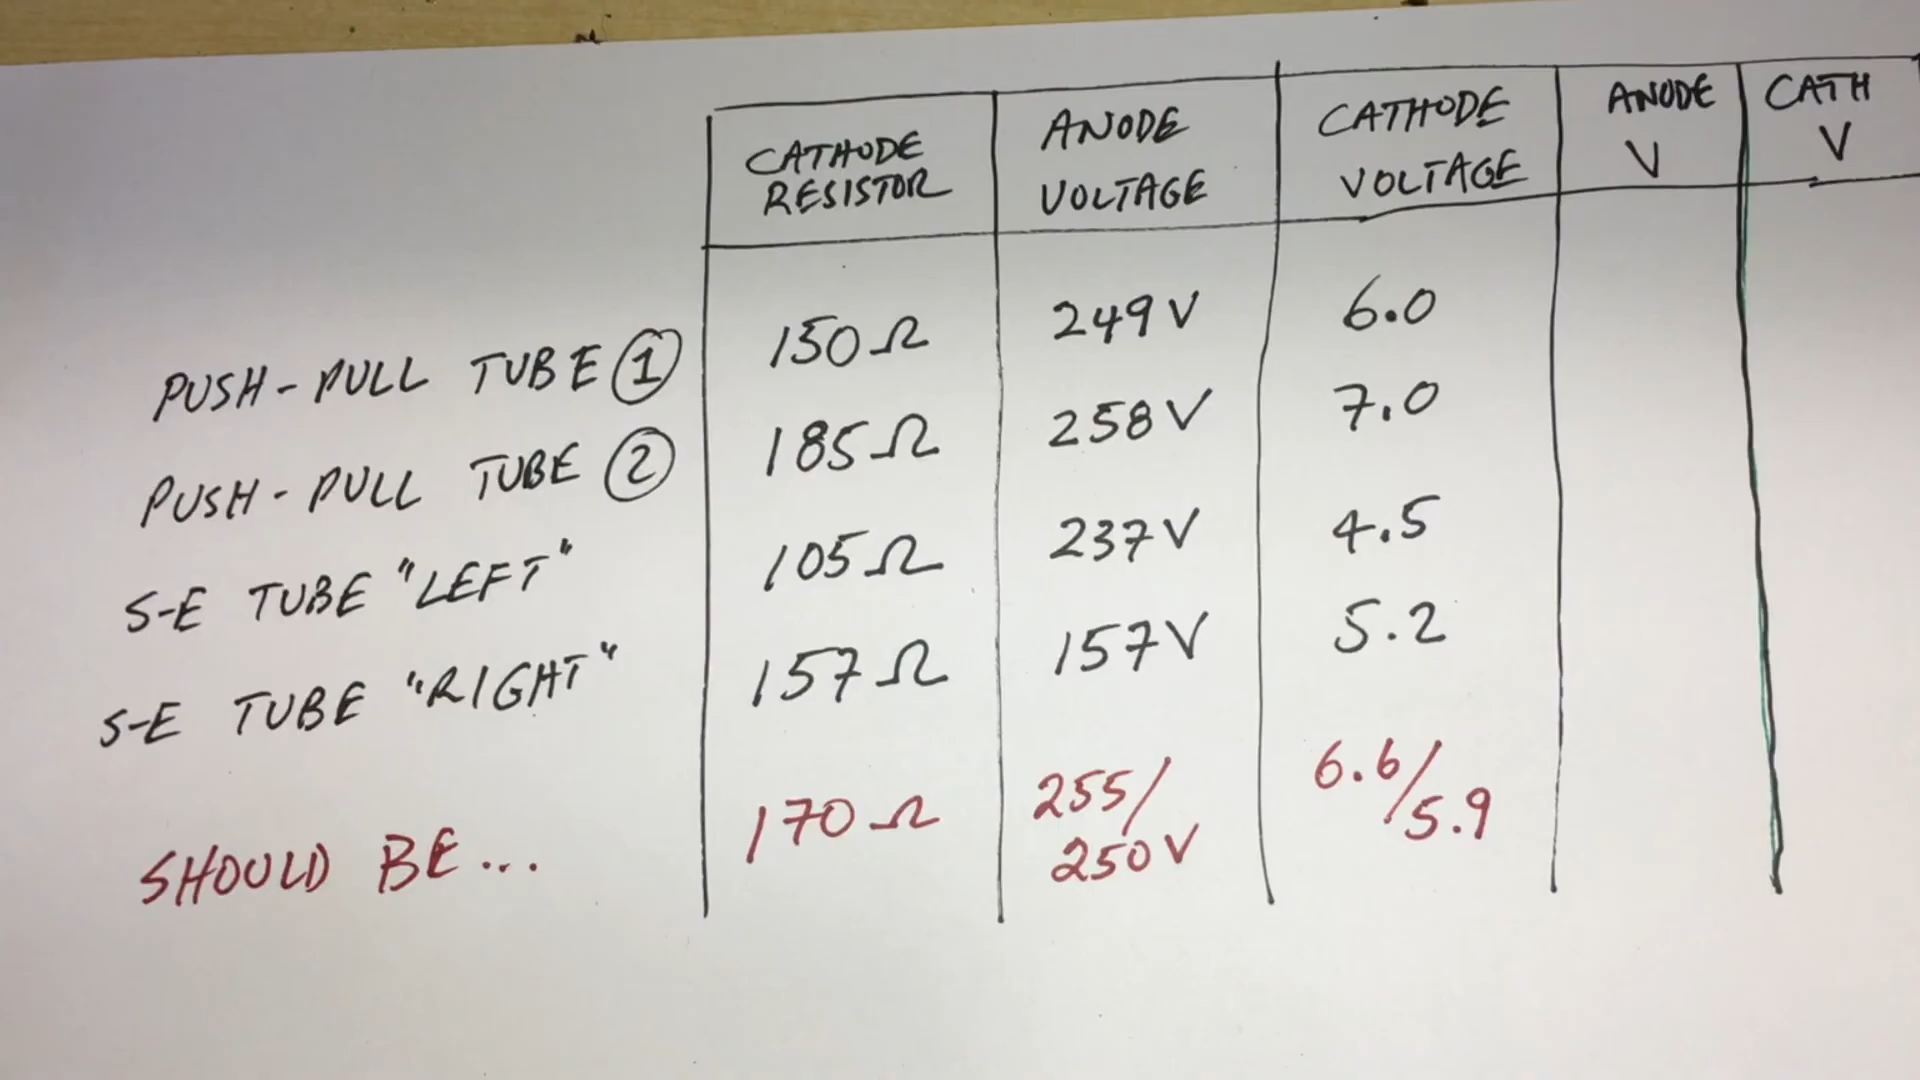 CATHODE RESISTOR ANODE VOLTAGE CATHODE VOLTAGE ANODE V CATH V
PUSH-PULL TUBE ① 150Ω 249V 6.0
PUSH-PULL TUBE ② 185Ω 258V 7.0
S-E TUBE "LEFT" 105Ω 237V 4.5
S-E TUBE "RIGHT" 157Ω 157V 5.2
SHOULD BE... 170Ω 255/250V 6.6/5.9